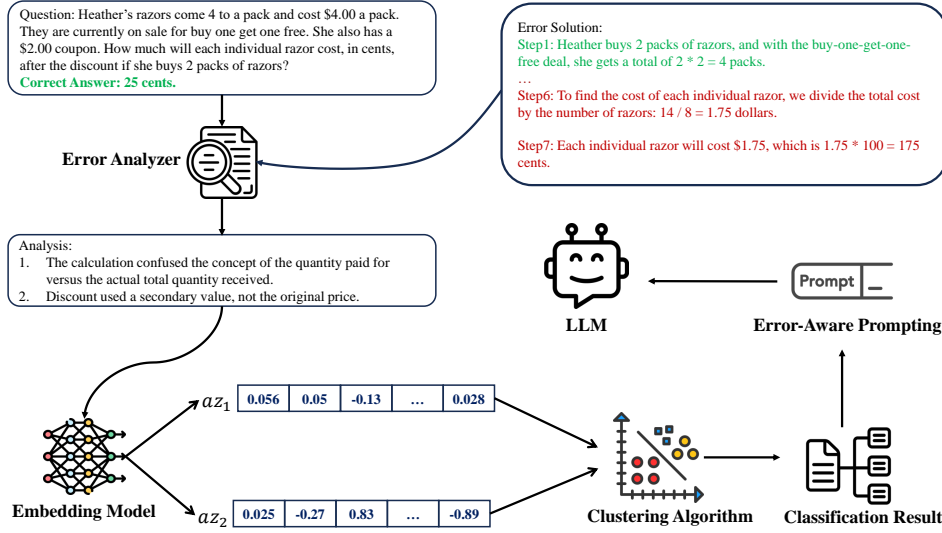 Question: Heather's razors come 4 to a pack and cost $4.00 a pack.
They are currently on sale for buy one get one free. She also has a
$2.00 coupon. How much will each individual razor cost, in cents,
after the discount if she buys 2 packs of razors?
Correct Answer: 25 cents.
Error Solution:
Step1: Heather buys 2 packs of razors, and with the buy-one-get-one-
free deal, she gets a total of 2 * 2 = 4 packs.
…
Step6: To find the cost of each individual razor, we divide the total cost
by the number of razors: 14 / 8 = 1.75 dollars.
Step7: Each individual razor will cost $1.75, which is 1.75 * 100 = 175
cents.
Error Analyzer
Analysis:
1. The calculation confused the concept of the quantity paid for
versus the actual total quantity received.
2. Discount used a secondary value, not the original price.
LLM
Prompt _
Error-Aware Prompting
az1 0.056 0.05 -0.13 … 0.028
Embedding Model
az2 0.025 -0.27 0.83 … -0.89
Clustering Algorithm
Classification Result